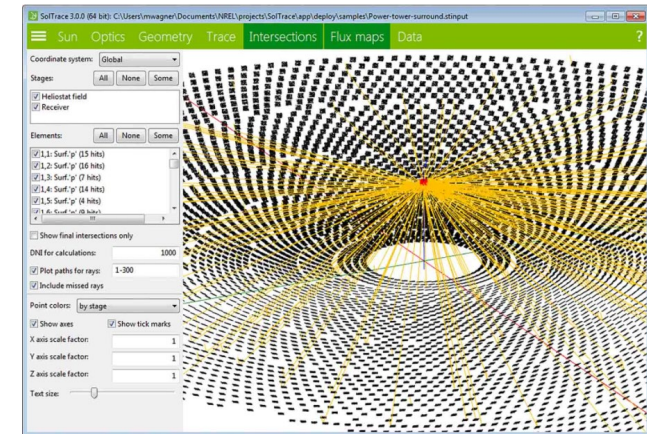 SolTrace 3.0.0 (64 bit): C:\Users\mwagner\Documents\NREL\projects\SolTrace\app\deploy\samples\Power-tower-surround.stinput
Sun Optics Geometry Trace Intersections Flux maps Data ?
Coordinate system: Global
Stages: All None Some
Heliostat field
Receiver
Elements: All None Some
1,1: Surf.'p' (15 hits)
1,2: Surf.'p' (16 hits)
1,3: Surf.'p' (7 hits)
1,4: Surf.'p' (14 hits)
1,5: Surf.'p' (4 hits)
1,6: Surf.'p' (9 hits)
Show final intersections only
DNI for calculations: 1000
Plot paths for rays: 1-300
Include missed rays
Point colors: by stage
Show axes Show tick marks
X axis scale factor: 1
Y axis scale factor: 1
Z axis scale factor: 1
Text size: